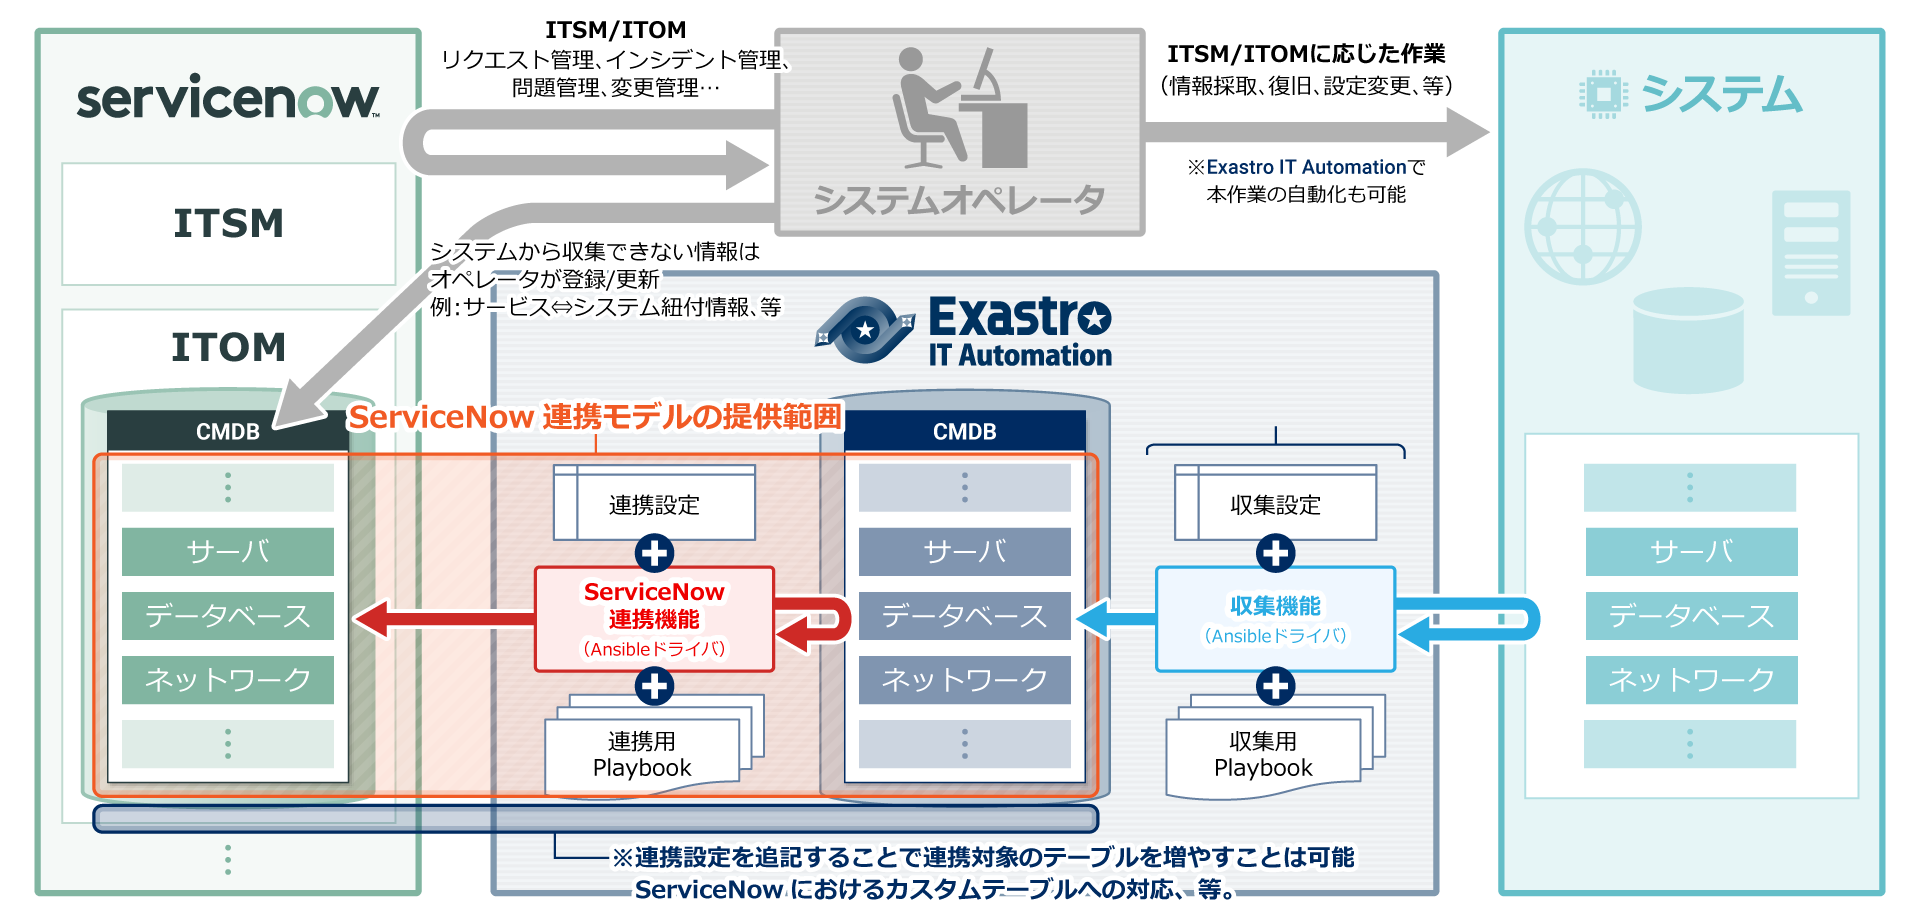 servicenow™
ITSM
ITOM
CMDB
サーバ
データベース
ネットワーク
ITSM/ITOM
リクエスト管理、インシデント管理、
問題管理、変更管理…
システムオペレータ
ITSM/ITOMに応じた作業
（情報採取、復旧、設定変更、等）
※Exastro IT Automationで
本作業の自動化も可能
システムから収集できない情報は
オペレータが登録/更新
例：サービス⇔システム紐付情報、等
Exastro
IT Automation
ServiceNow 連携モデルの提供範囲
連携設定
ServiceNow
連携機能
（Ansibleドライバ）
連携用
Playbook
CMDB
サーバ
データベース
ネットワーク
収集設定
収集機能
（Ansibleドライバ）
収集用
Playbook
※連携設定を追記することで連携対象のテーブルを増やすことは可能
ServiceNow におけるカスタムテーブルへの対応、等。
システム
サーバ
データベース
ネットワーク